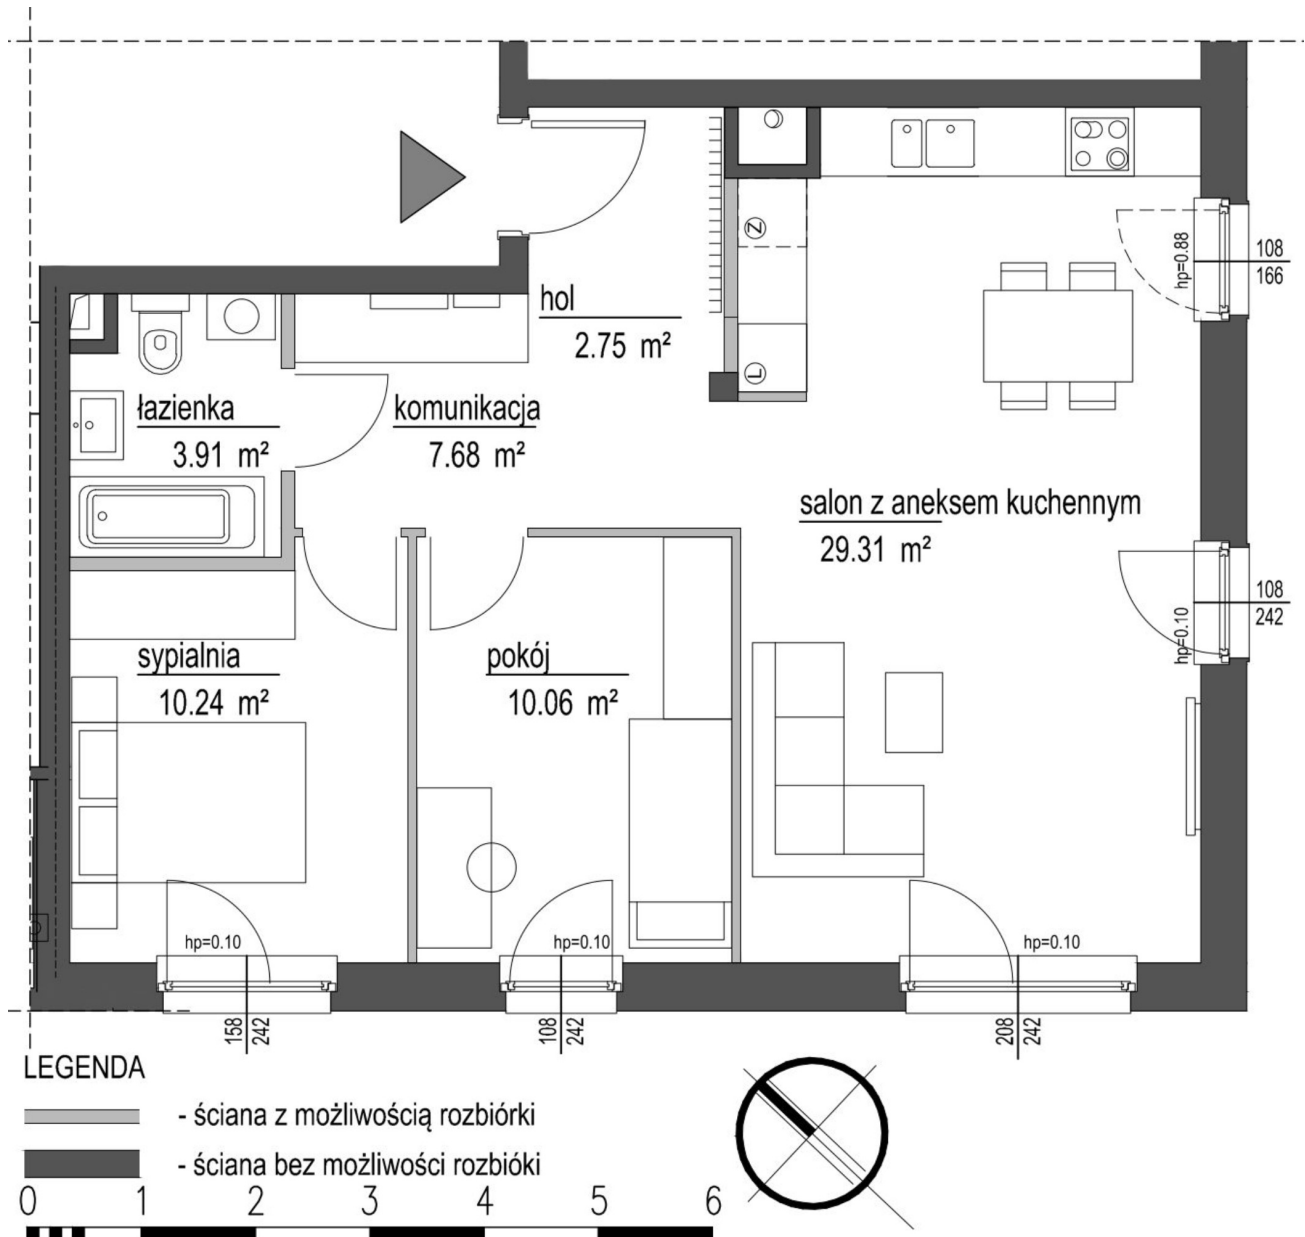 108
166
hp=0.88
Z
hol
2.75 m²
L
łazienka
3.91 m²
komunikacja
7.68 m²
salon z aneksem kuchennym
29.31 m²
108
242
hp=0.10
sypialnia
10.24 m²
pokój
10.06 m²
hp=0.10
hp=0.10
hp=0.10
158
242
108
242
208
242
LEGENDA
- ściana z możliwością rozbiórki
- ściana bez możliwości rozbióki
0 1 2 3 4 5 6